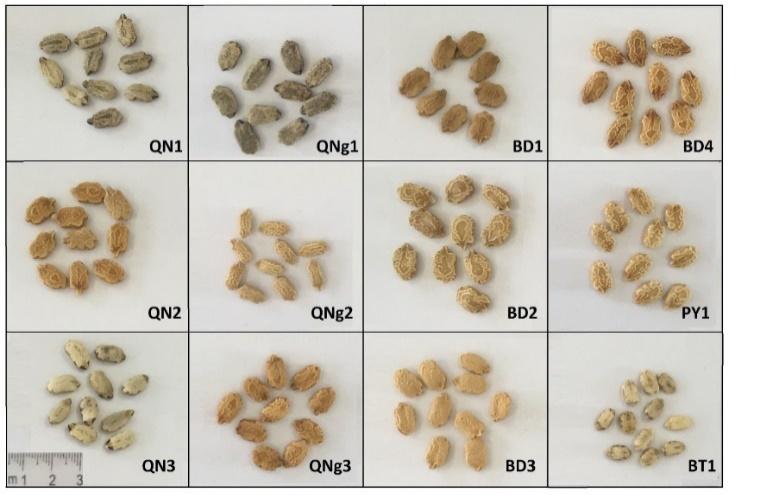 QN1
QNg1
BD1
BD4
QN2
QNg2
BD2
PY1
QN3
QNg3
BD3
BT1
m 1 2 3